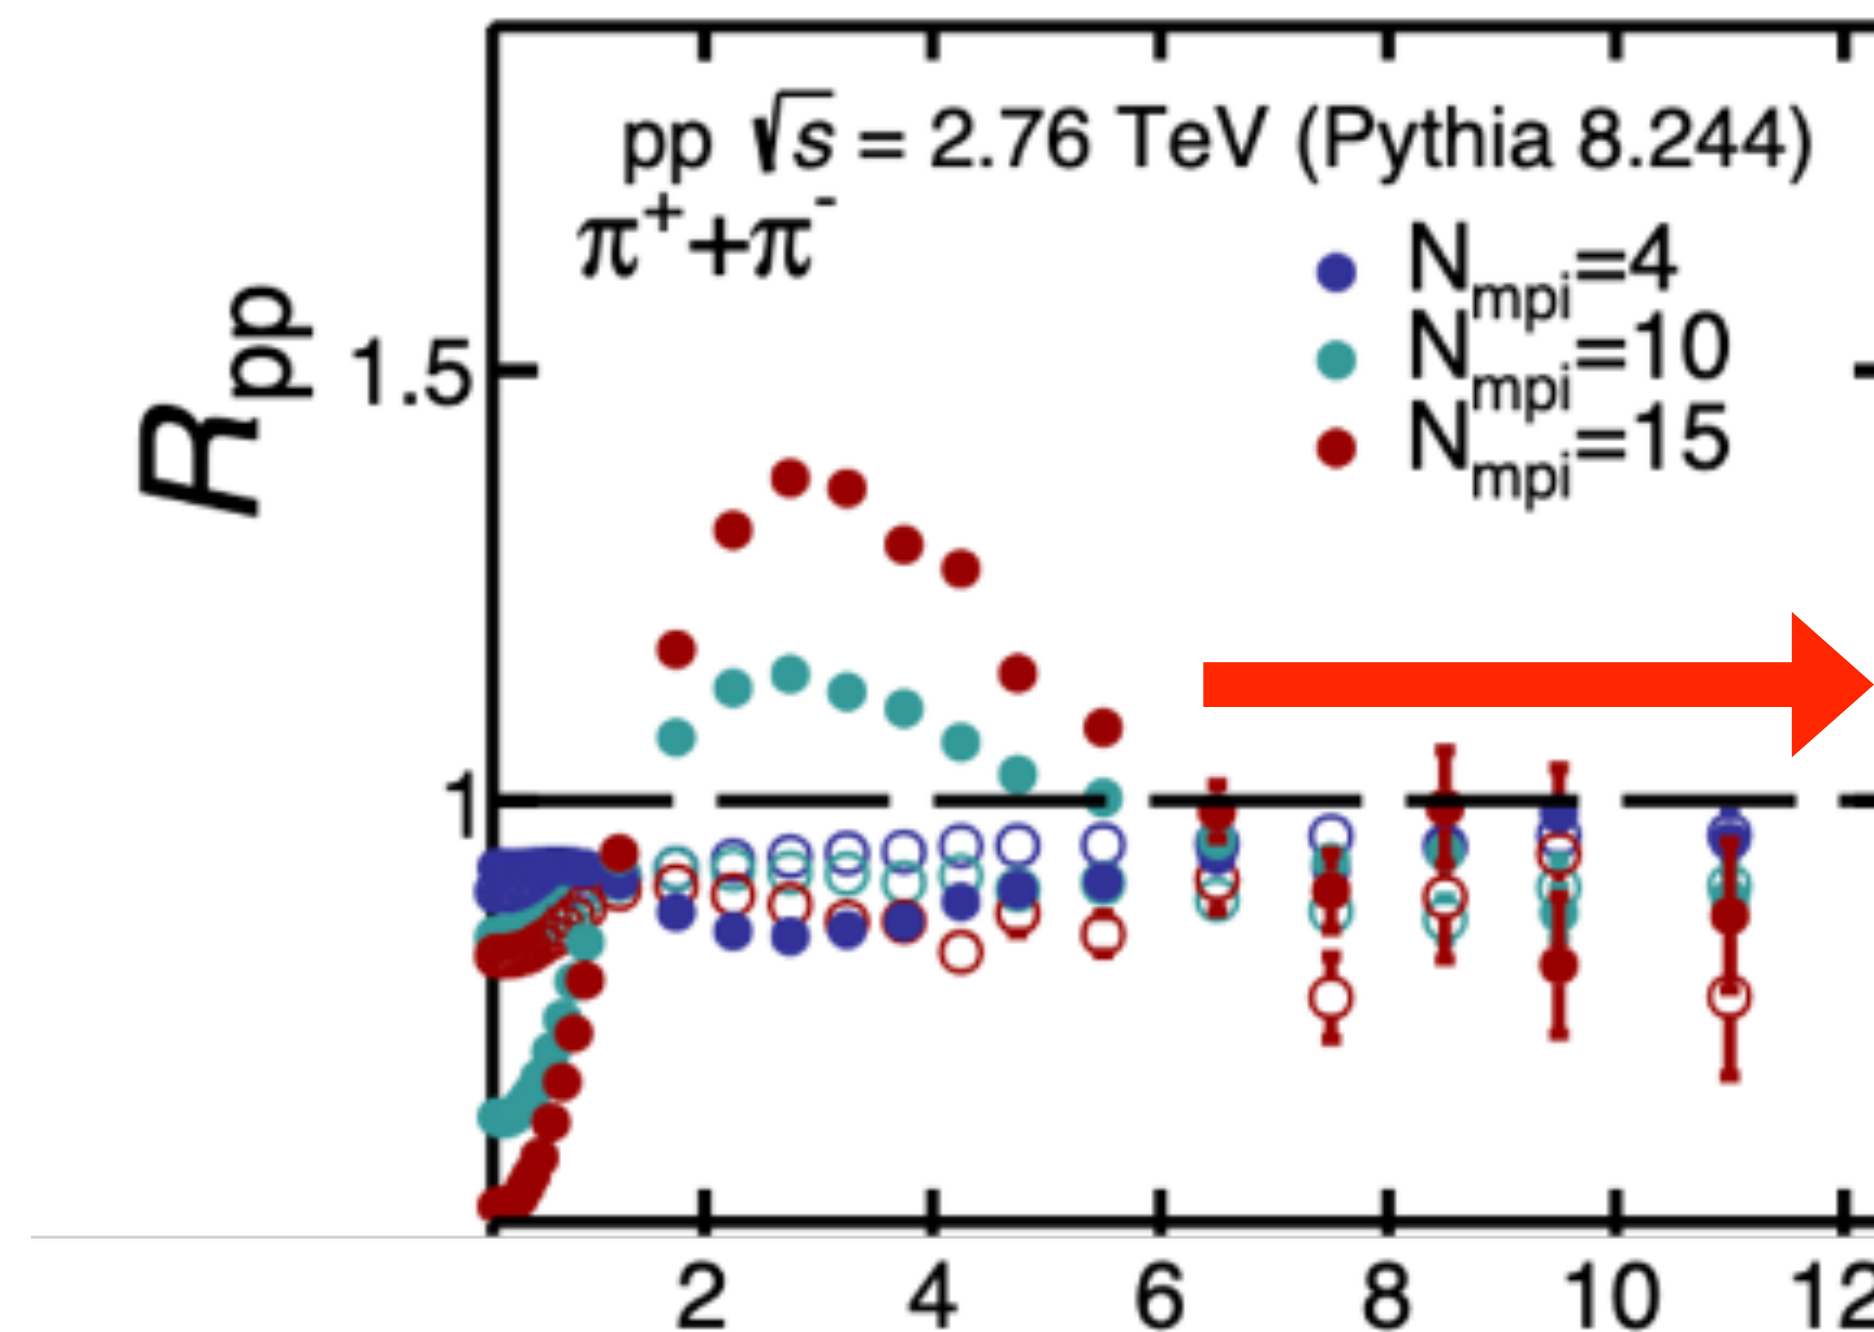 pp √s = 2.76 TeV (Pythia 8.244)
π⁺+π⁻
N_mpi=4
N_mpi=10
N_mpi=15
R_pp
1.5
1
2 4 6 8 10 12